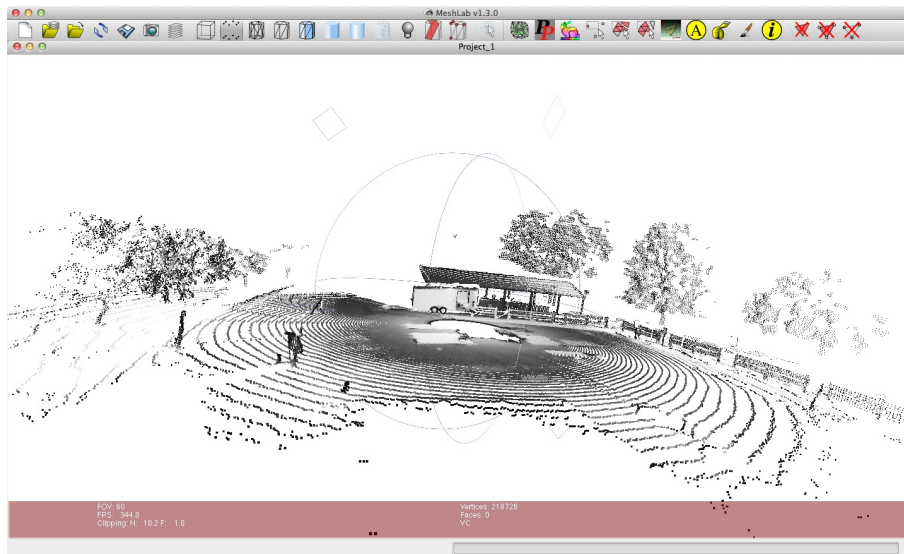 MeshLab v1.3.0
A
i
Project_1
FOV: 60
FPS: 344.8
Clipping: N: 18.2 F: 1.0
Vertices: 218726
Faces: 0
VC